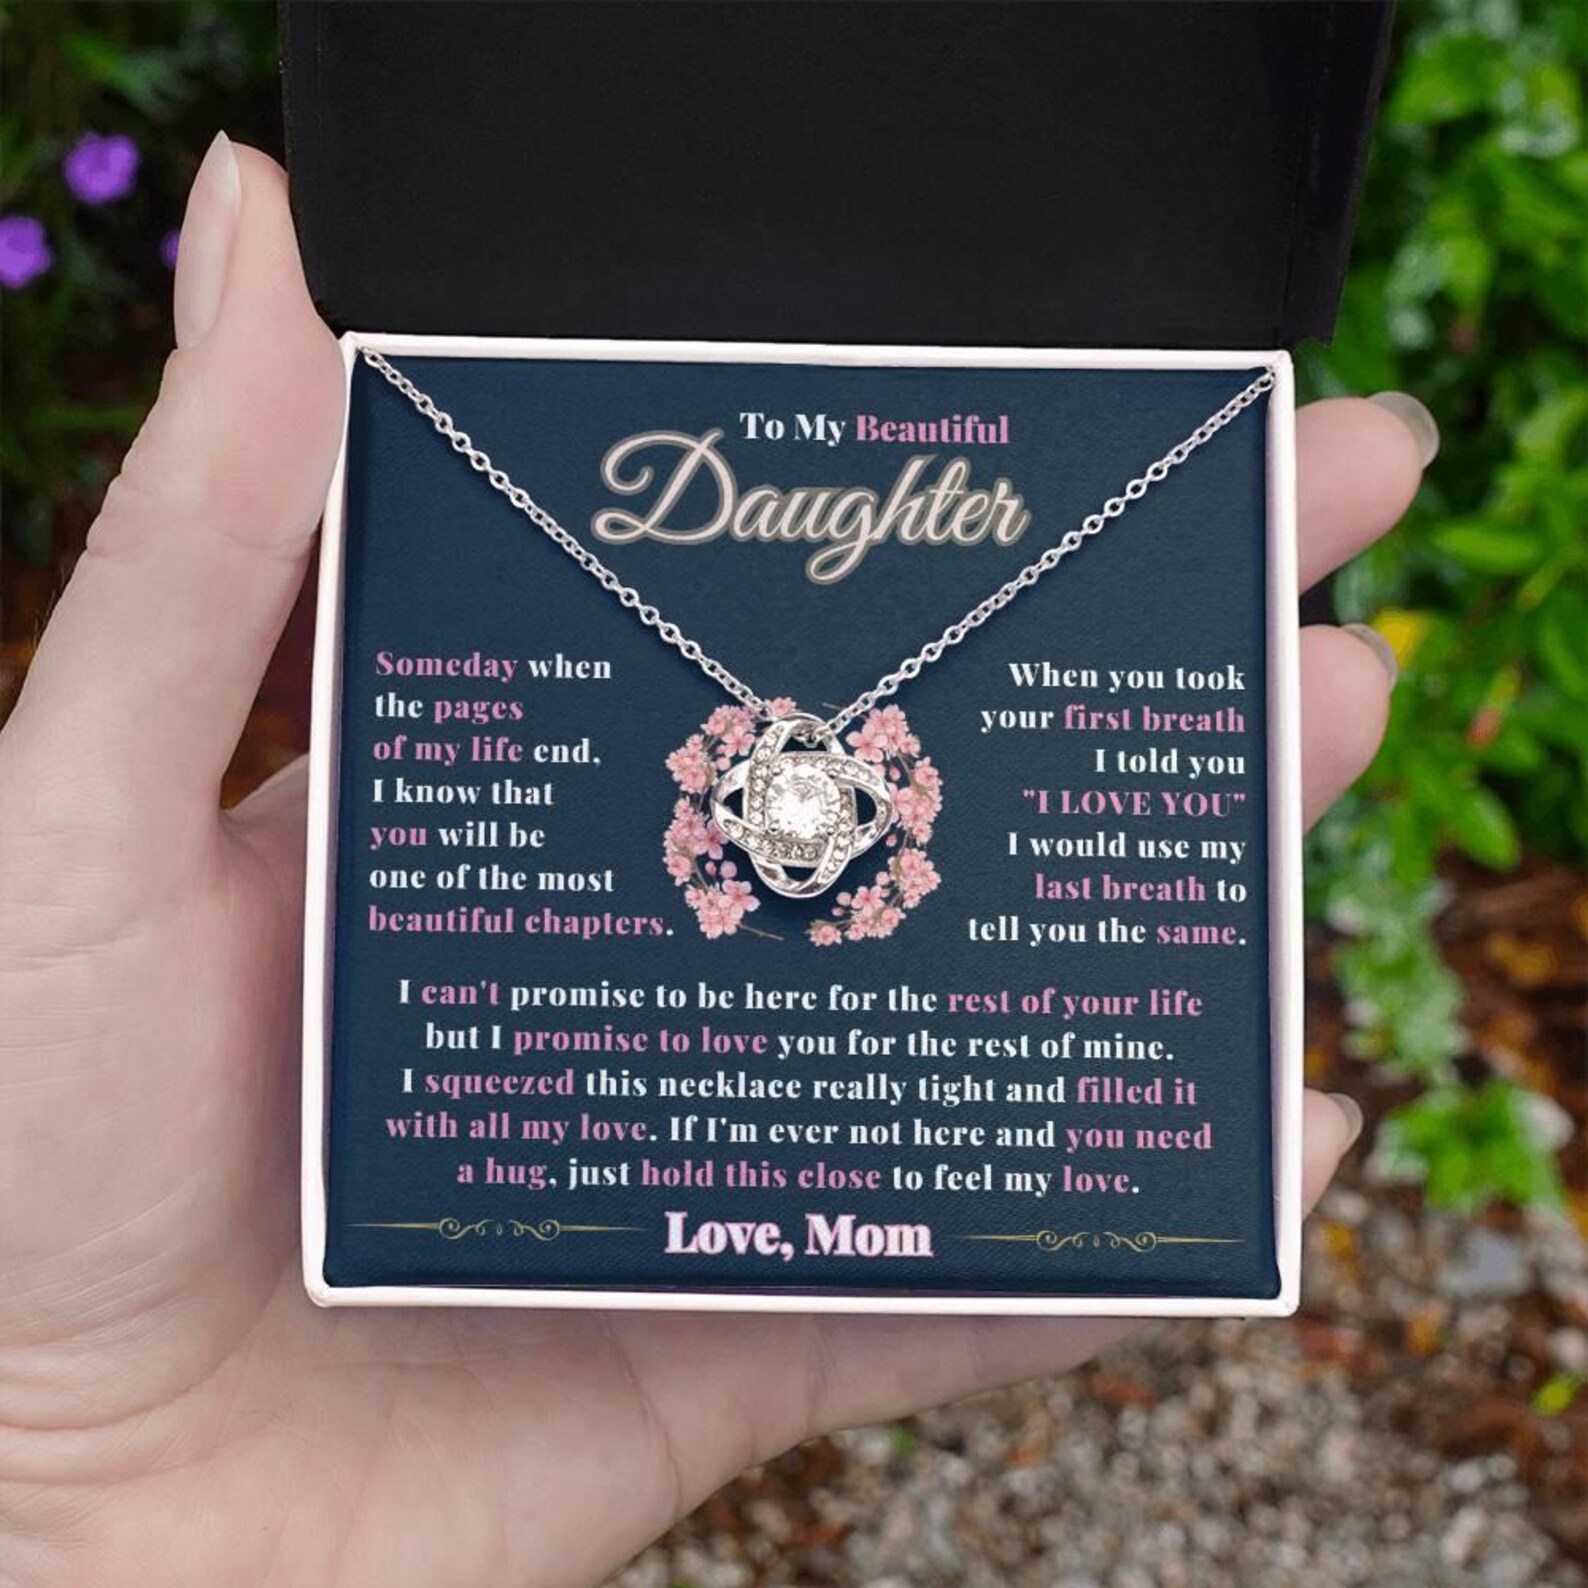 To My Beautiful
Daughter
Someday when
the pages
of my life end,
I know that
you will be
one of the most
beautiful chapters.
When you took
your first breath
I told you
"I LOVE YOU"
I would use my
last breath to
tell you the same.
I can't promise to be here for the rest of your life
but I promise to love you for the rest of mine.
I squeezed this necklace really tight and filled it
with all my love. If I'm ever not here and you need
a hug, just hold this close to feel my love.
Love, Mom